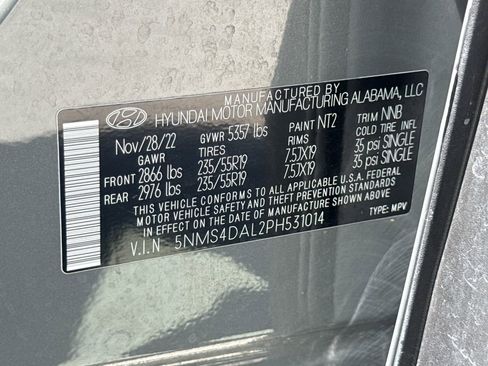 MANUFACTURED BY
HYUNDAI MOTOR MANUFACTURING ALABAMA, LLC
Nov/28/22 GVWR 5357 lbs PAINT NT2 TRIM NNB
GAWR TIRES RIMS COLD TIRE INFL
FRONT 2866 lbs 235/55R19 7.5JX19 35 psi SINGLE
REAR 2976 lbs 235/55R19 7.5JX19 35 psi SINGLE
THIS VEHICLE CONFORMS TO ALL APPLICABLE U.S.A FEDERAL
MOTOR VEHICLE SAFETY AND THEFT PREVENTION STANDARDS
IN EFFECT ON THE DATE OF MANUFACTURE SHOWN ABOVE.
V.I.N 5NMS4DAL2PH531014 TYPE: MPV